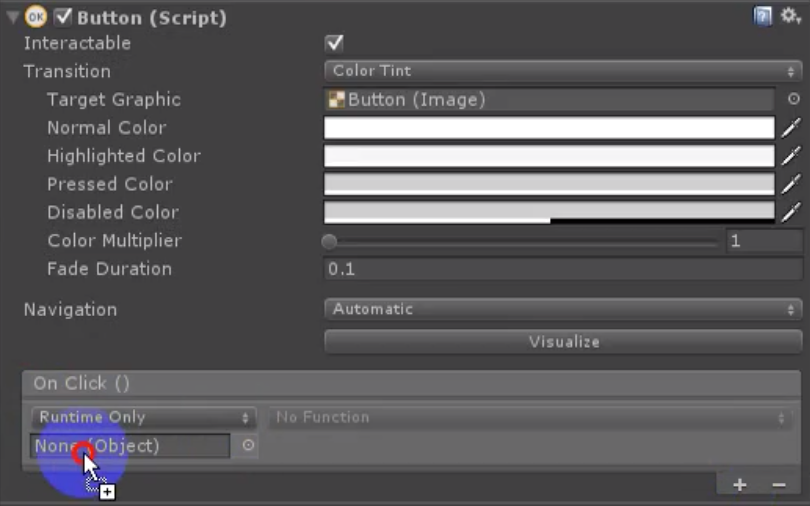 OK Button (Script)
Interactable
Transition Color Tint
Target Graphic Button (Image)
Normal Color
Highlighted Color
Pressed Color
Disabled Color
Color Multiplier 1
Fade Duration 0.1
Navigation Automatic
Visualize
On Click ()
Runtime Only No Function
None (Object)
+ −